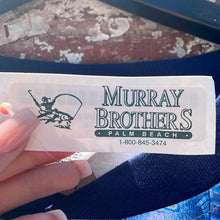 MURRAY
BROTHERS
• PALM BEACH •
1-800-845-3474